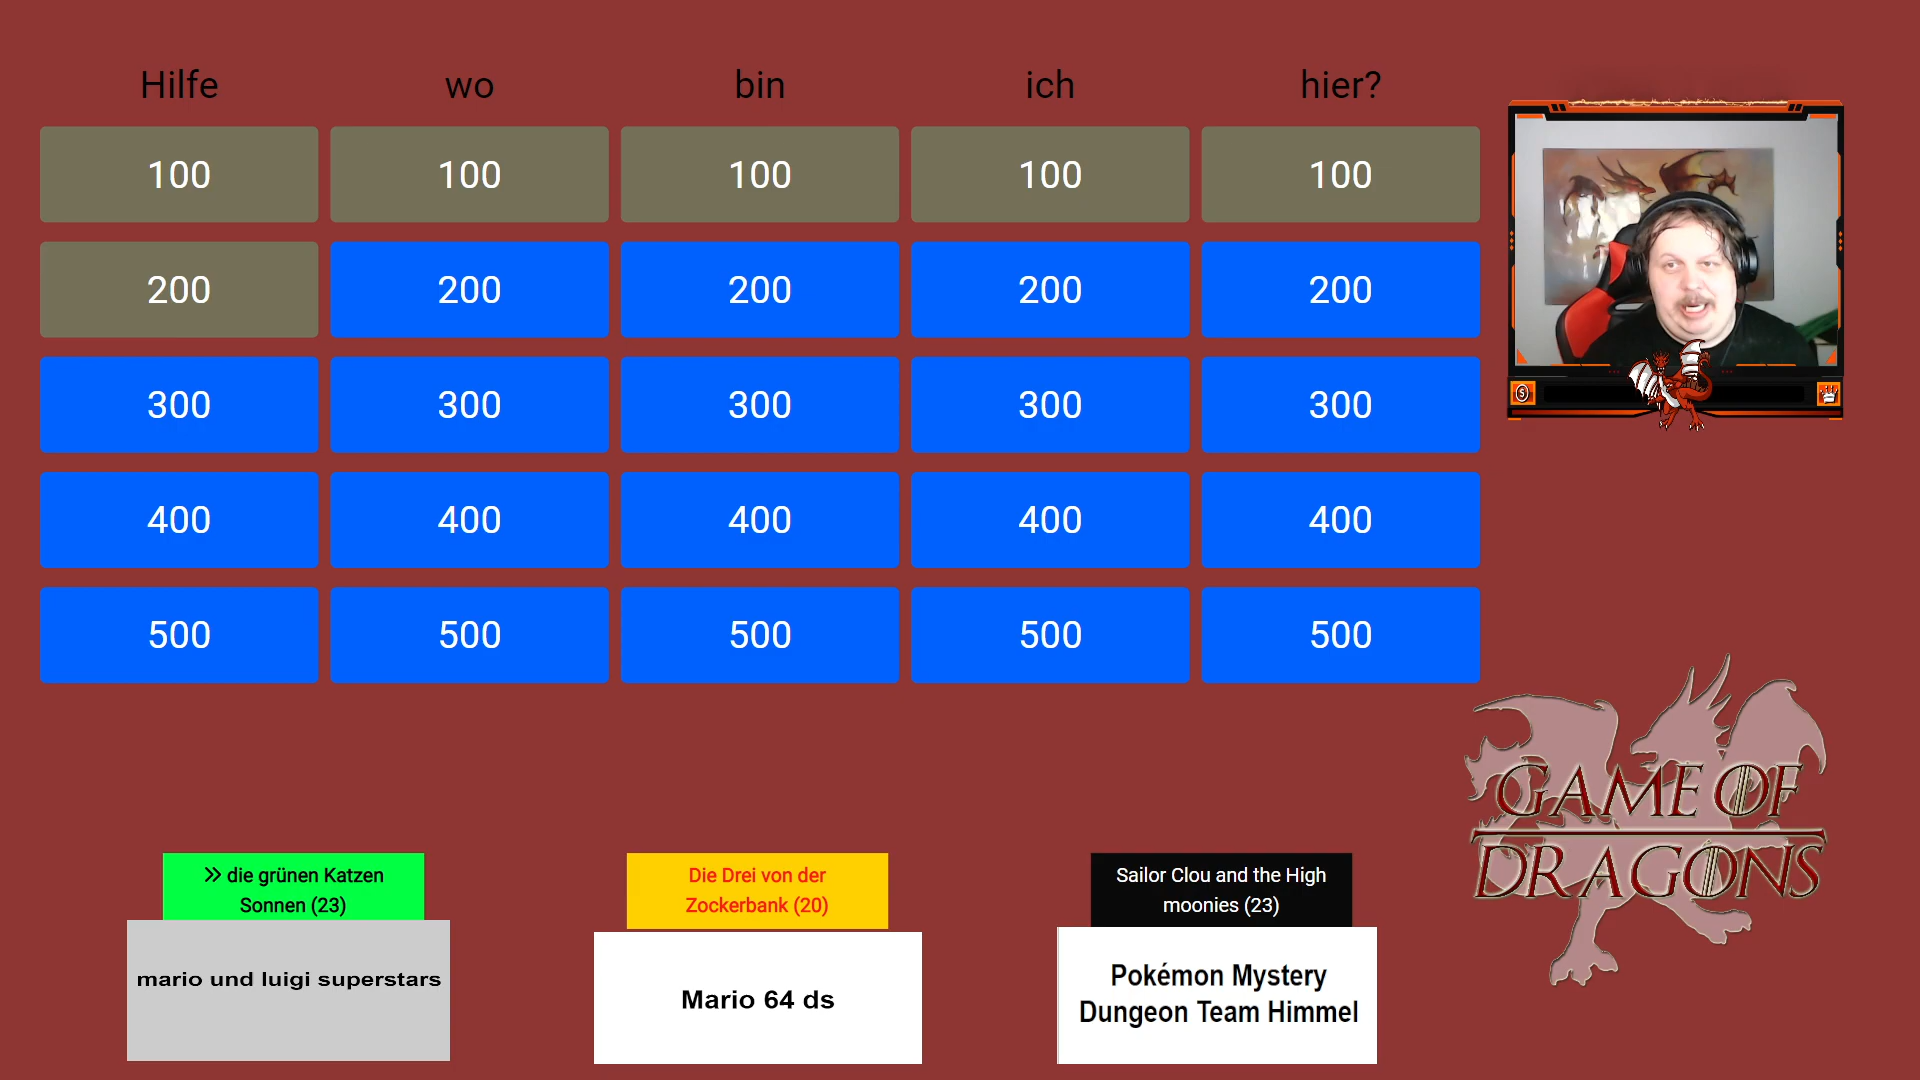 Hilfe wo bin ich hier?
100 100 100 100 100
200 200 200 200 200
300 300 300 300 300
400 400 400 400 400
500 500 500 500 500
GAME OF
DRAGONS
» die grünen Katzen
Sonnen (23)
mario und luigi superstars
Die Drei von der
Zockerbank (20)
Mario 64 ds
Sailor Clou and the High
moonies (23)
Pokémon Mystery
Dungeon Team Himmel